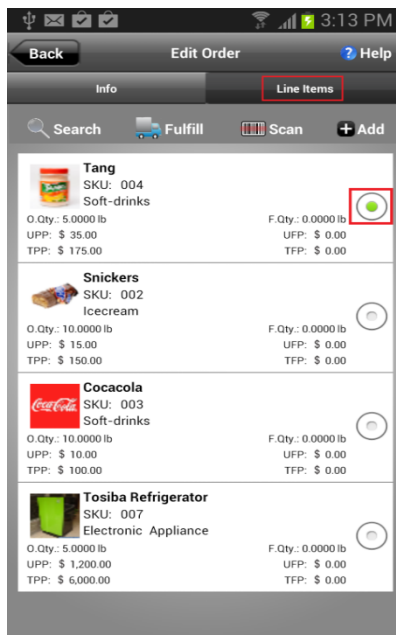 3:13 PM
Back Edit Order ? Help
Info Line Items
Search Fulfill Scan Add
Tang
SKU: 004
Soft-drinks
O.Qty.: 5.0000 lb F.Qty.: 0.0000 lb
UPP: $ 35.00 UFP: $ 0.00
TPP: $ 175.00 TFP: $ 0.00
Snickers
SKU: 002
Icecream
O.Qty.: 10.0000 lb F.Qty.: 0.0000 lb
UPP: $ 15.00 UFP: $ 0.00
TPP: $ 150.00 TFP: $ 0.00
Cocacola
Coca-Cola SKU: 003
Soft-drinks
O.Qty.: 10.0000 lb F.Qty.: 0.0000 lb
UPP: $ 10.00 UFP: $ 0.00
TPP: $ 100.00 TFP: $ 0.00
Tosiba Refrigerator
SKU: 007
Electronic Appliance
O.Qty.: 5.0000 lb F.Qty.: 0.0000 lb
UPP: $ 1,200.00 UFP: $ 0.00
TPP: $ 6,000.00 TFP: $ 0.00